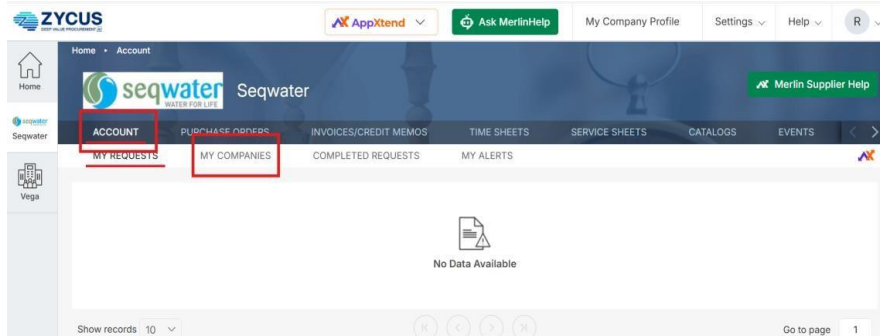 ZYCUS
AppXtend
Ask MerlinHelp
My Company Profile
Settings
Help
R
Home
Seqwater
Vega
Home • Account
seqwater
WATER FOR LIFE
Seqwater
Merlin Supplier Help
ACCOUNT
PURCHASE ORDERS
INVOICES/CREDIT MEMOS
TIME SHEETS
SERVICE SHEETS
CATALOGS
EVENTS
MY REQUESTS
MY COMPANIES
COMPLETED REQUESTS
MY ALERTS
No Data Available
Show records 10
Go to page 1